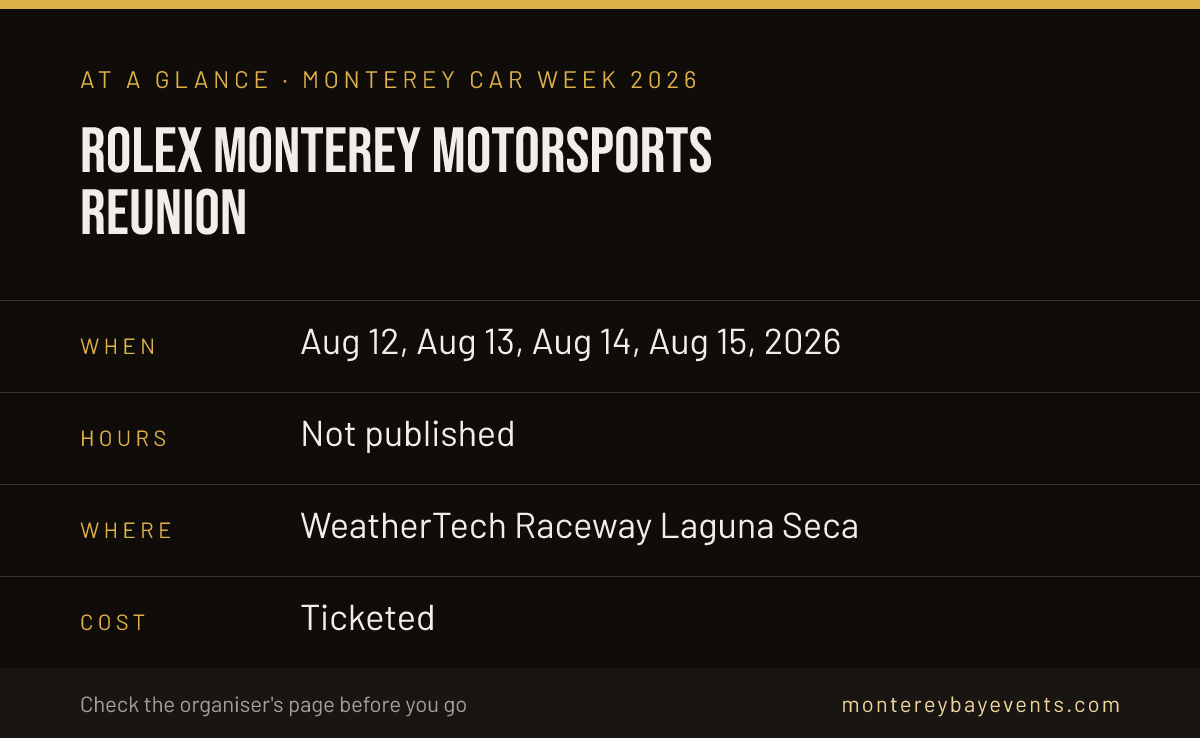 AT A GLANCE · MONTEREY CAR WEEK 2026
ROLEX MONTEREY MOTORSPORTS
REUNION
WHEN Aug 12, Aug 13, Aug 14, Aug 15, 2026
HOURS Not published
WHERE WeatherTech Raceway Laguna Seca
COST Ticketed
Check the organiser's page before you go montereybayevents.com